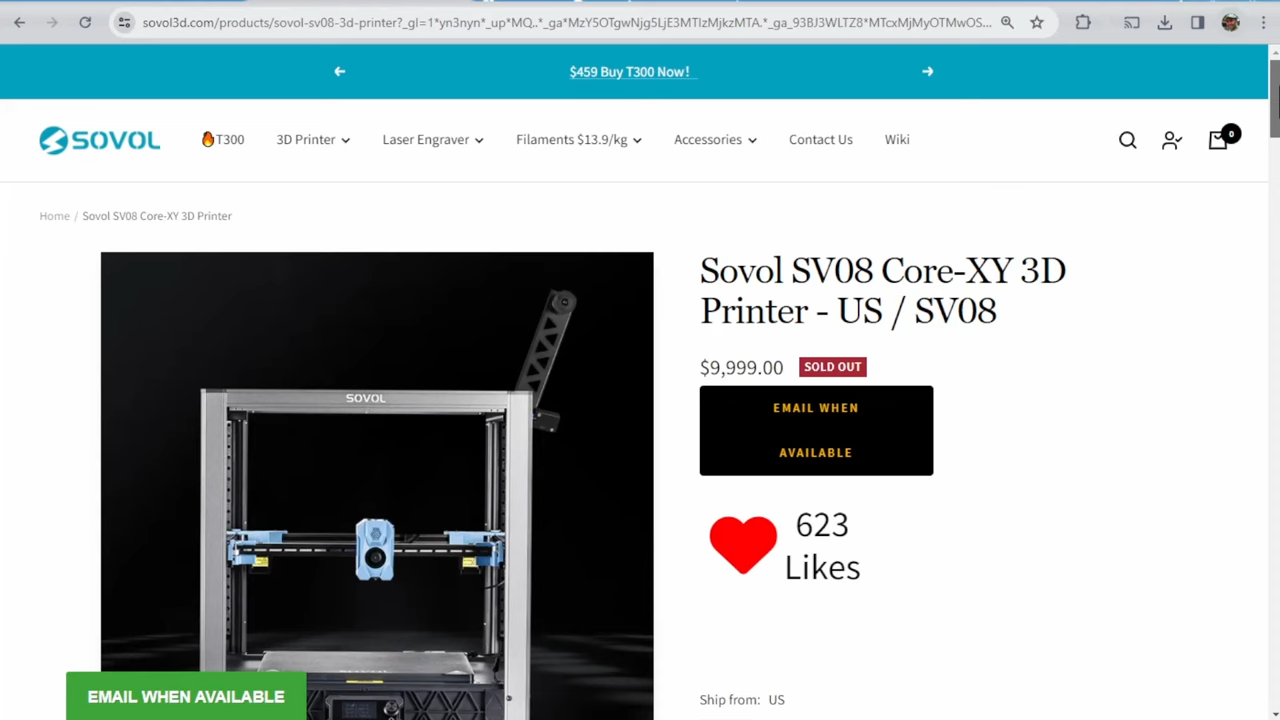 sovol3d.com/products/sovol-sv08-3d-printer?_gl=1*yn3nyn*_up*MQ..*_ga*MzY5OTgwNjg5LjE3MTIzMjkzMTA.*_ga_93BJ3WLTZ8*MTcxMjMyOTMwOS...
$459 Buy T300 Now!
SOVOL
T300
3D Printer
Laser Engraver
Filaments $13.9/kg
Accessories
Contact Us
Wiki
0
Home / Sovol SV08 Core-XY 3D Printer
SOVOL
Sovol SV08 Core-XY 3D
Printer - US / SV08
$9,999.00 SOLD OUT
EMAIL WHEN
AVAILABLE
623
Likes
Ship from: US
EMAIL WHEN AVAILABLE